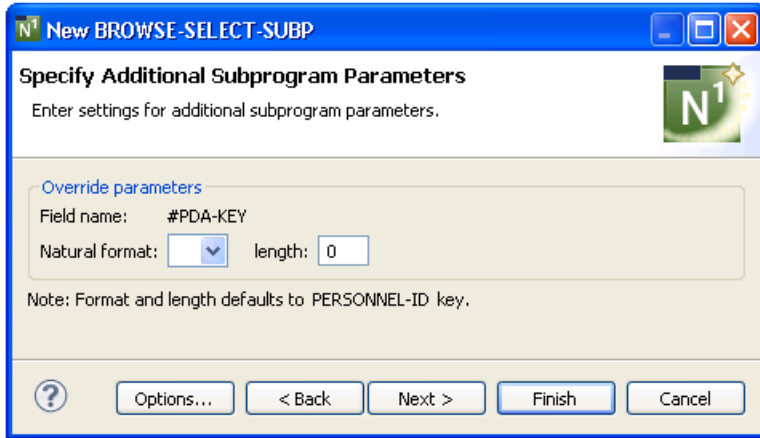 N1 New BROWSE-SELECT-SUBP
Specify Additional Subprogram Parameters
Enter settings for additional subprogram parameters.
N1
Override parameters
Field name: #PDA-KEY
Natural format: length: 0
Note: Format and length defaults to PERSONNEL-ID key.
? Options... < Back Next > Finish Cancel